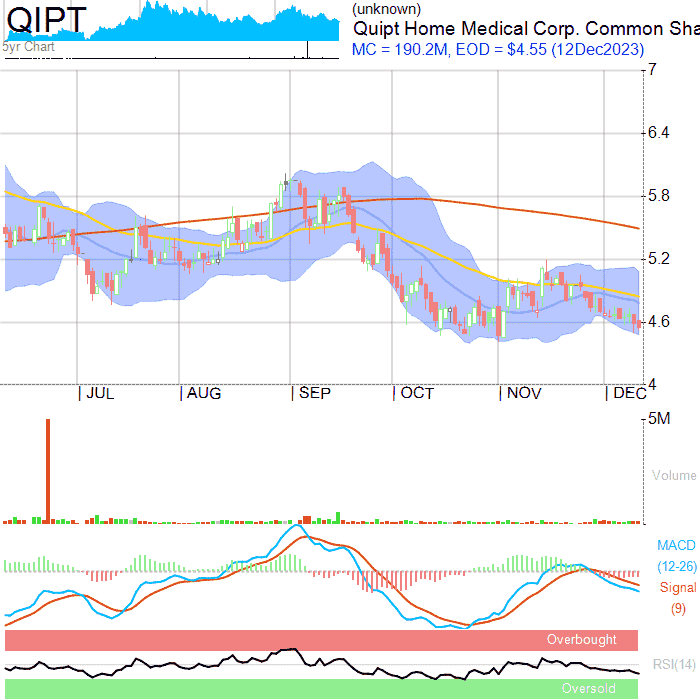 QIPT
(unknown)
Quipt Home Medical Corp. Common Sha
5yr Chart
MC = 190.2M, EOD = $4.55 (12Dec2023)
7
6.4
5.8
5.2
4.6
4
JUL AUG SEP OCT NOV DEC
5M
Volume
MACD
(12-26)
Signal
(9)
Overbought
RSI(14)
Oversold